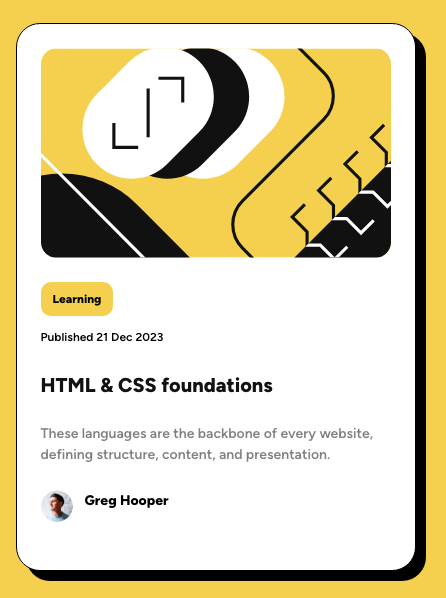 Learning
Published 21 Dec 2023
HTML & CSS foundations
These languages are the backbone of every website,
defining structure, content, and presentation.
Greg Hooper